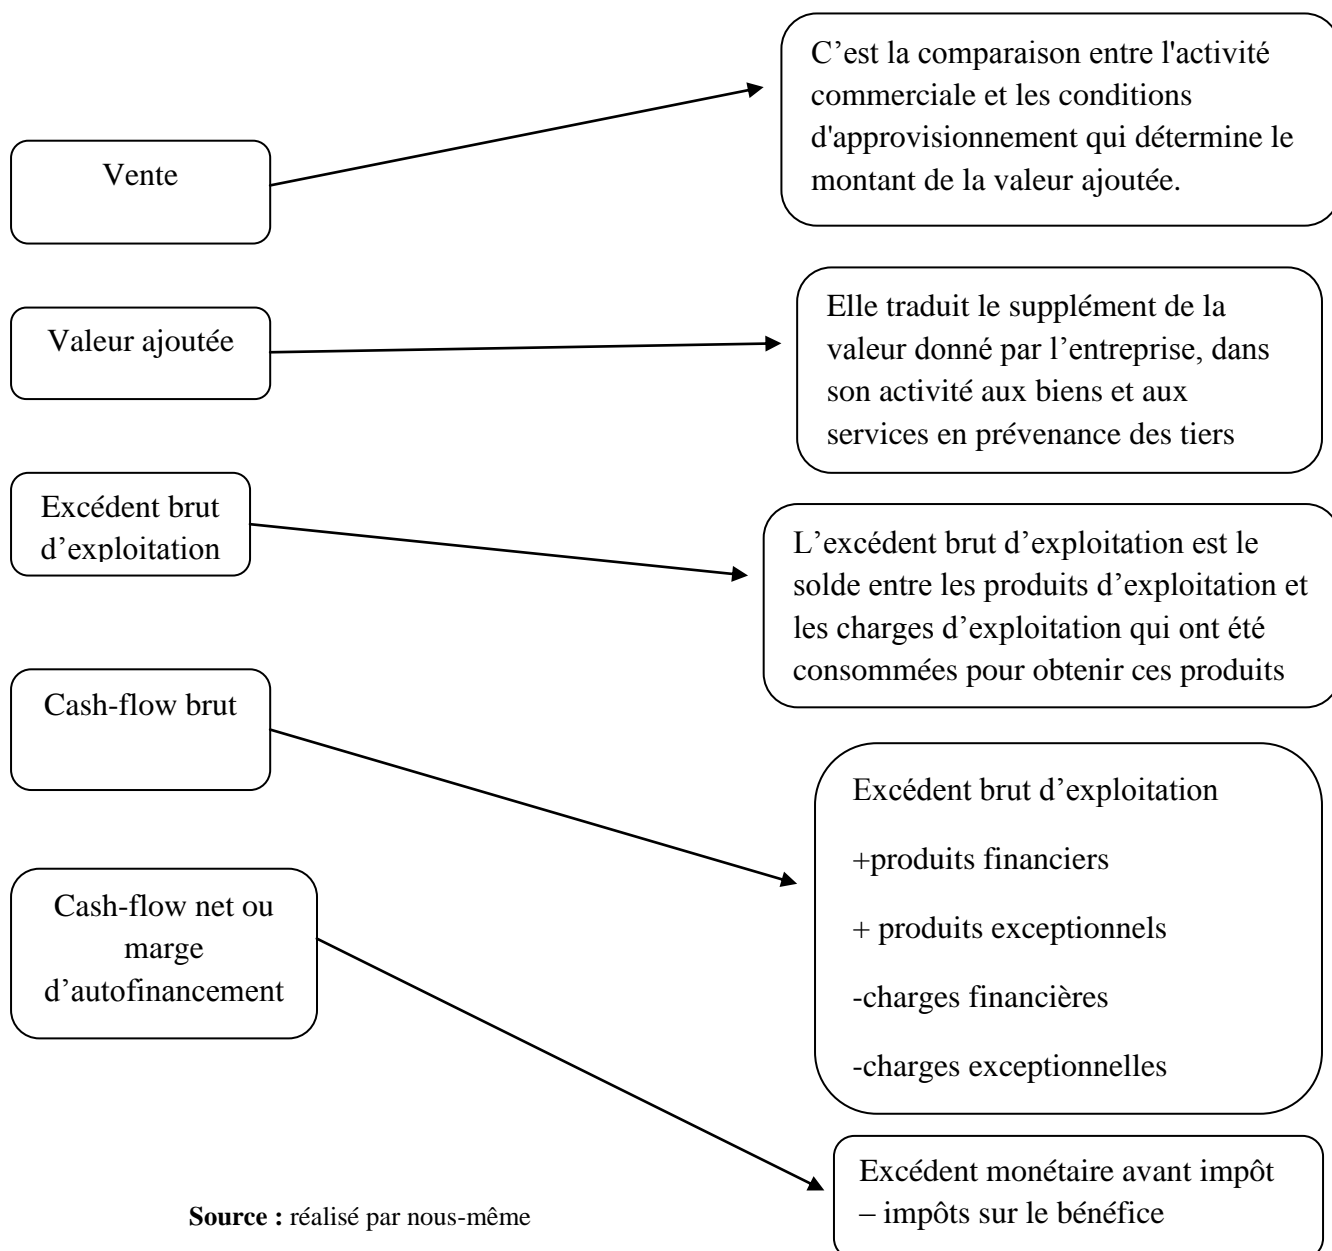 Vente
C’est la comparaison entre l'activité
commerciale et les conditions
d'approvisionnement qui détermine le
montant de la valeur ajoutée.
Valeur ajoutée
Elle traduit le supplément de la
valeur donné par l’entreprise, dans
son activité aux biens et aux
services en prévenance des tiers
Excédent brut
d’exploitation
L’excédent brut d’exploitation est le
solde entre les produits d’exploitation et
les charges d’exploitation qui ont été
consommées pour obtenir ces produits
Cash-flow brut
Excédent brut d’exploitation
+produits financiers
+ produits exceptionnels
-charges financières
-charges exceptionnelles
Cash-flow net ou
marge
d’autofinancement
Excédent monétaire avant impôt
– impôts sur le bénéfice
Source : réalisé par nous-même